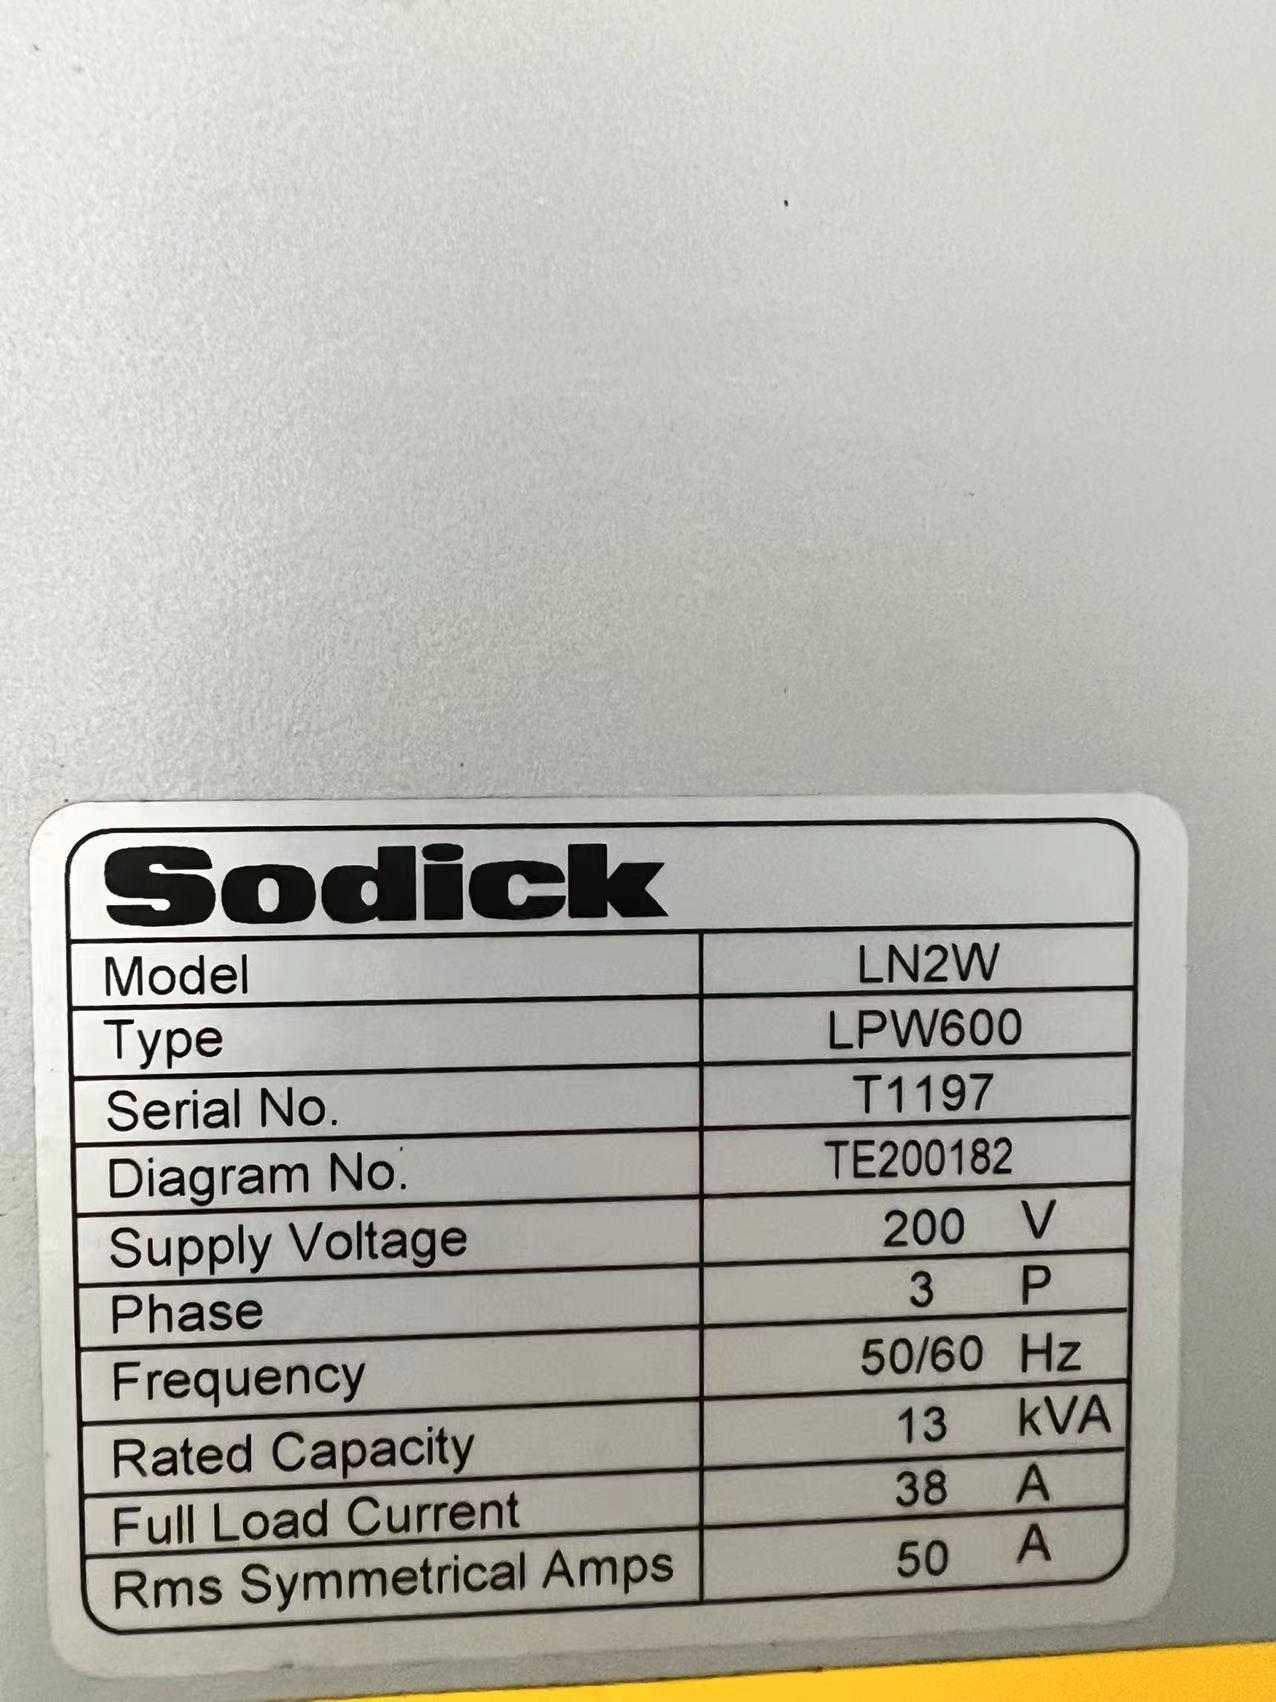 Sodick
Model LN2W
Type LPW600
Serial No. T1197
Diagram No. TE200182
Supply Voltage 200 V
Phase 3 P
Frequency 50/60 Hz
Rated Capacity 13 kVA
Full Load Current 38 A
Rms Symmetrical Amps 50 A